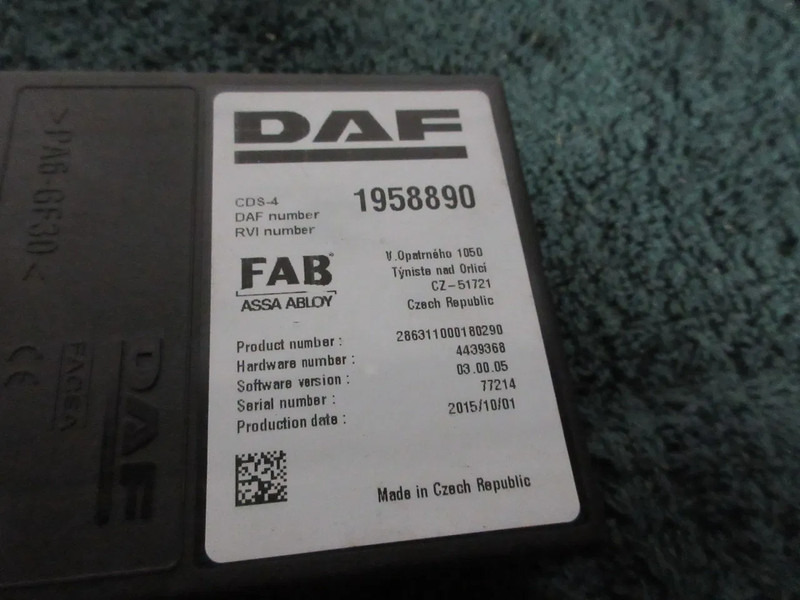 DAF
CDS-4
DAF number 1958890
RVI number
FAB®
ASSA ABLOY
V.Opatrného 1050
Týniste nad Orlicí
CZ-51721
Czech Republic
Product number : 286311000180290
Hardware number : 4439368
Software version : 03.00.05
Serial number : 77214
Production date : 2015/10/01
Made in Czech Republic
>PA6-GF30<
FACSA
CE
DAF